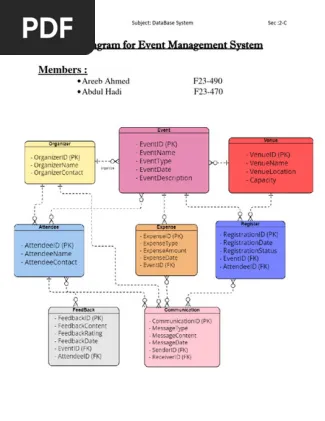 PDF
Subject: DataBase System
Sec :2-C
agram for Event Management System
Members :
•Areeb Ahmed F23-490
•Abdul Hadi F23-470
Event
- EventID (PK)
- EventName
- EventType
- EventDate
- EventDescription
Organizer
- OrganizerID (PK)
- OrganizerName
- OrganizerContact
Venue
- VenueID (PK)
- VenueName
- VenueLocation
- Capacity
Attendee
- AttendeeID (PK)
- AttendeeName
- AttendeeContact
Expense
- ExpenseID (PK)
- ExpenseType
- ExpenseAmount
- ExpenseDate
- EventID (FK)
Register
- RegistrationID (PK)
- RegistrationDate
- RegistrationStatus
- EventID (FK)
- AttendeeID (FK)
FeedBack
- FeedbackID (PK)
- FeedbackContent
- FeedbackRating
- FeedbackDate
- EventID (FK)
- AttendeeID (FK)
Communication
- CommunicationID (PK)
- MessageType
- MessageContent
- MessageDate
- SenderID (FK)
- ReceiverID (FK)